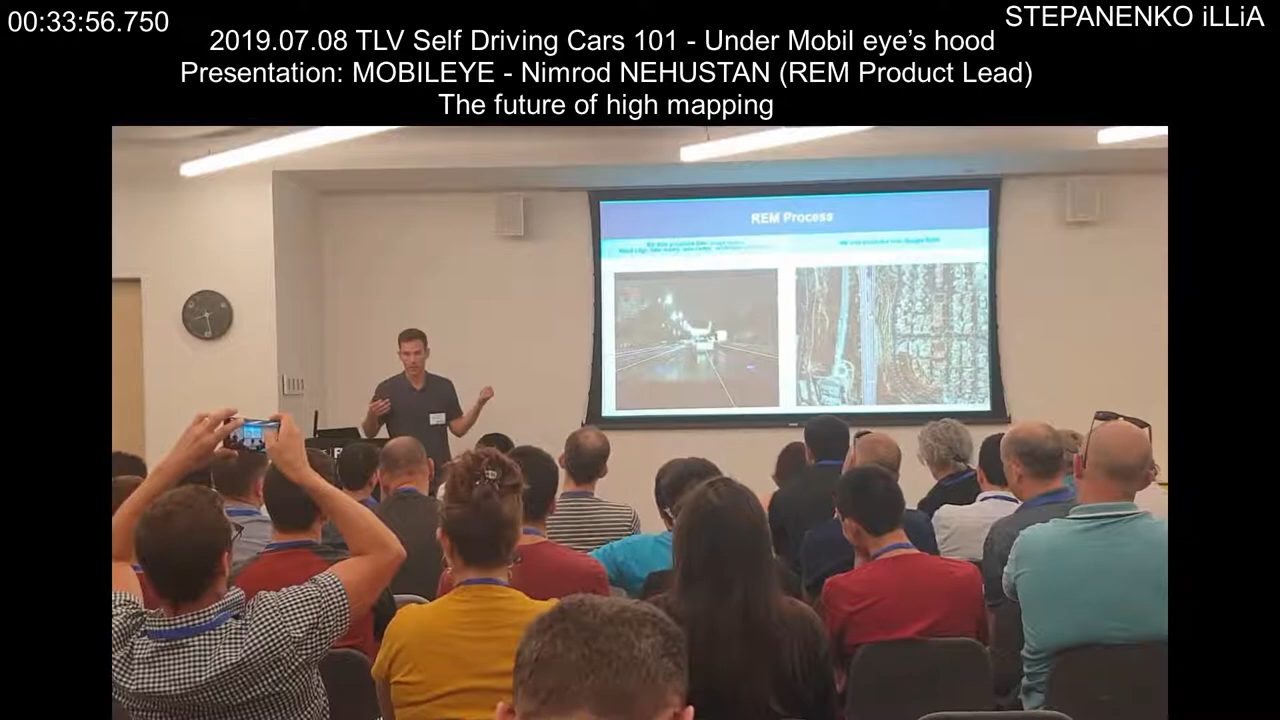 00:33:56.750
STEPANENKO iLLiA
2019.07.08 TLV Self Driving Cars 101 - Under Mobil eye’s hood
Presentation: MOBILEYE - Nimrod NEHUSTAN (REM Product Lead)
The future of high mapping
REM Process